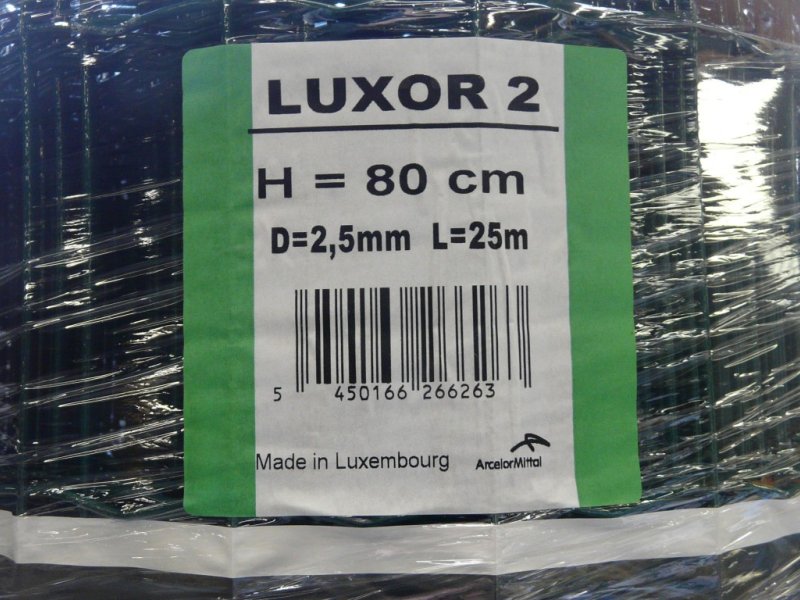 LUXOR 2
H = 80 cm
D=2,5mm L=25m
5 450166 266263
Made in Luxembourg
ArcelorMittal